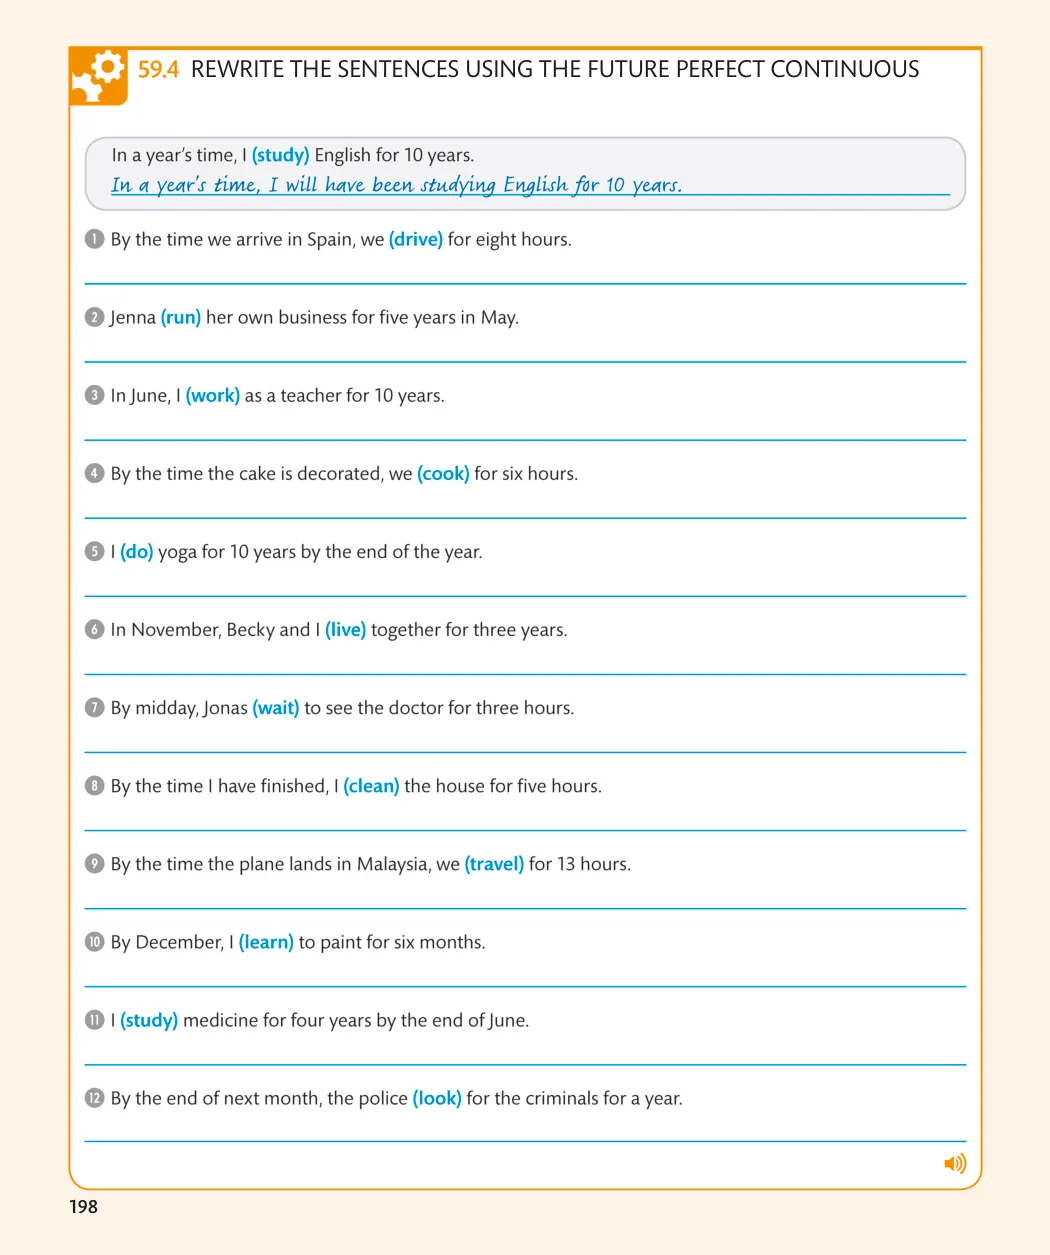 59.4 REWRITE THE SENTENCES USING THE FUTURE PERFECT CONTINUOUS
In a year's time, I (study) English for 10 years.
In a year's time, I will have been studying English for 10 years.
1 By the time we arrive in Spain, we (drive) for eight hours.
2 Jenna (run) her own business for five years in May.
3 In June, I (work) as a teacher for 10 years.
4 By the time the cake is decorated, we (cook) for six hours.
5 I (do) yoga for 10 years by the end of the year.
6 In November, Becky and I (live) together for three years.
7 By midday, Jonas (wait) to see the doctor for three hours.
8 By the time I have finished, I (clean) the house for five hours.
9 By the time the plane lands in Malaysia, we (travel) for 13 hours.
10 By December, I (learn) to paint for six months.
11 I (study) medicine for four years by the end of June.
12 By the end of next month, the police (look) for the criminals for a year.
198